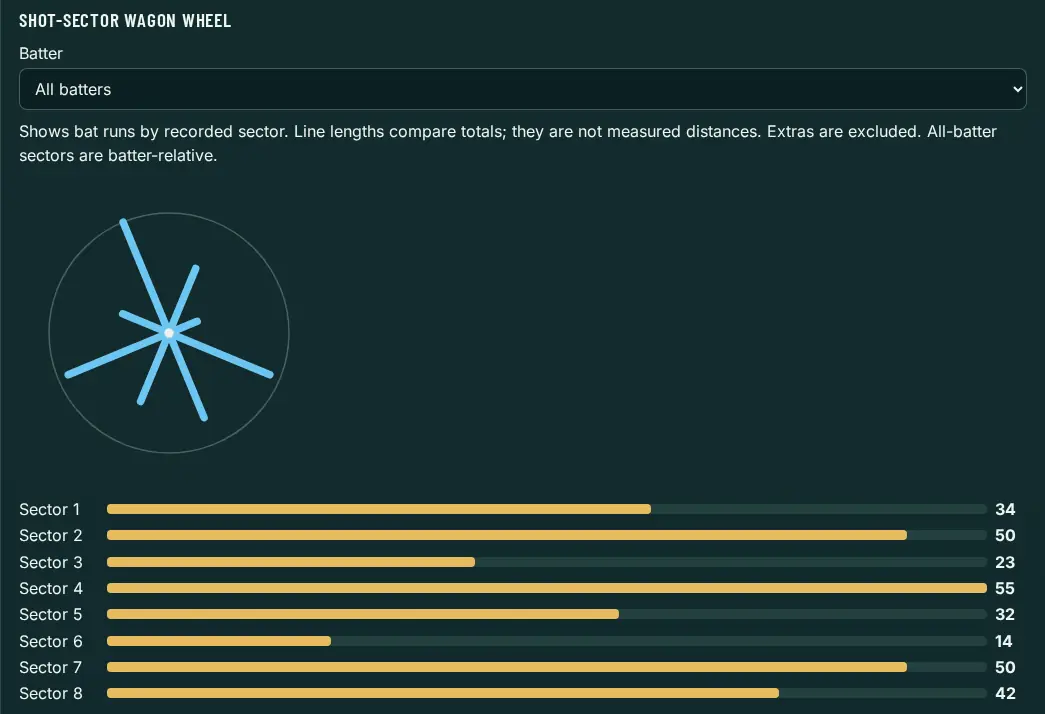 SHOT-SECTOR WAGON WHEEL
Batter
All batters
Shows bat runs by recorded sector. Line lengths compare totals; they are not measured distances. Extras are excluded. All-batter
sectors are batter-relative.
Sector 1 34
Sector 2 50
Sector 3 23
Sector 4 55
Sector 5 32
Sector 6 14
Sector 7 50
Sector 8 42